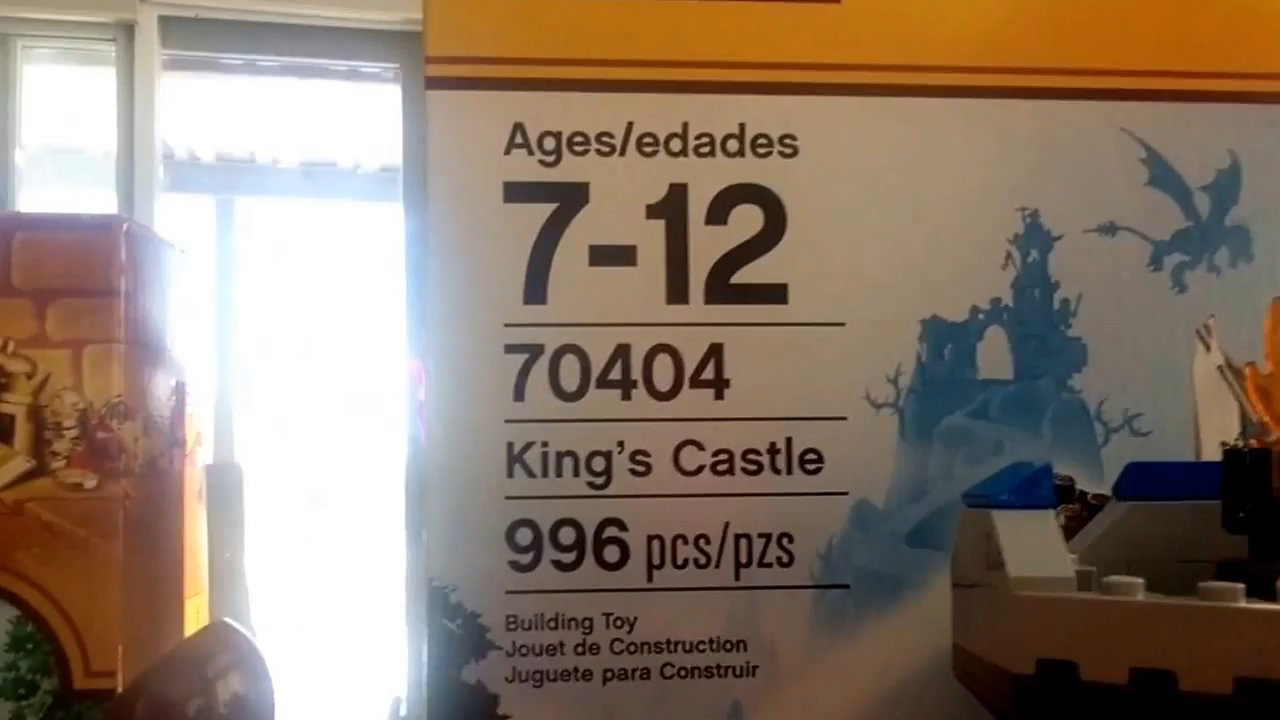 Ages/edades
7-12
70404
King's Castle
996 pcs/pzs
Building Toy
Jouet de Construction
Juguete para Construir